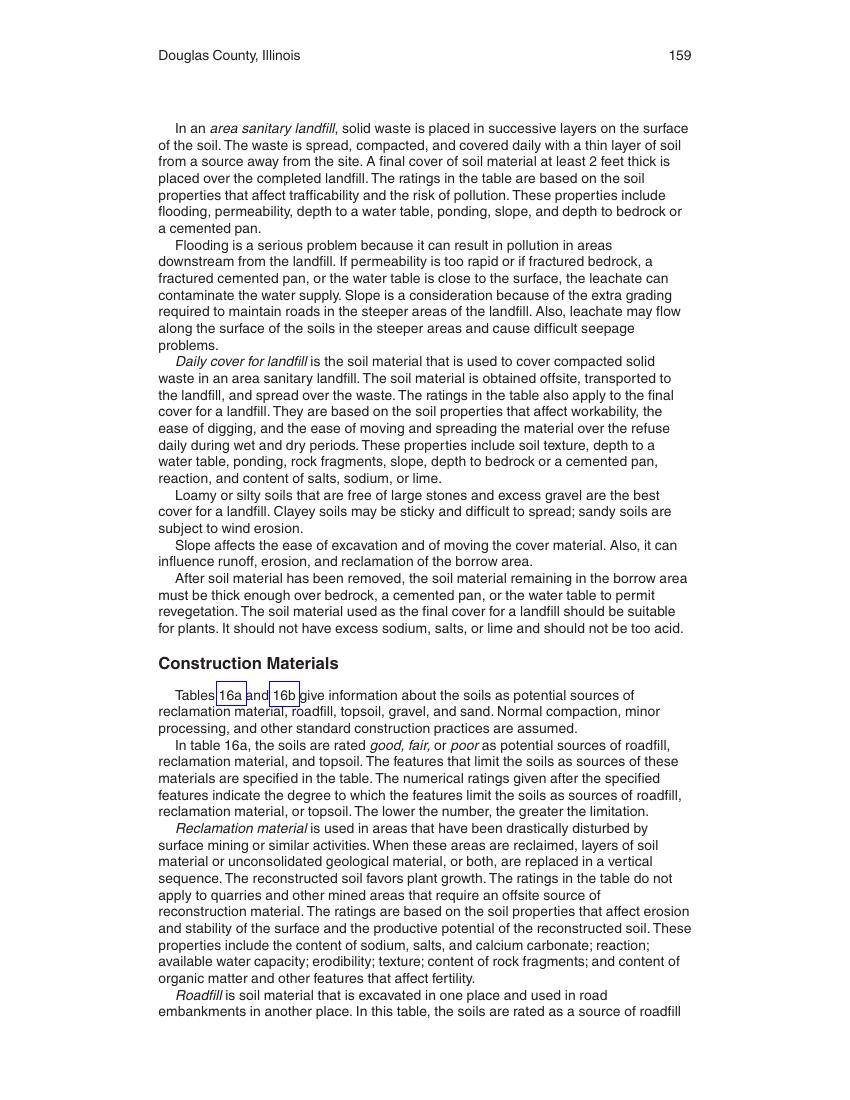 Douglas County, Illinois 159
In an area sanitary landfill, solid waste is placed in successive layers on the surface
of the soil. The waste is spread, compacted, and covered daily with a thin layer of soil
from a source away from the site. A final cover of soil material at least 2 feet thick is
placed over the completed landfill. The ratings in the table are based on the soil
properties that affect trafficability and the risk of pollution. These properties include
flooding, permeability, depth to a water table, ponding, slope, and depth to bedrock or
a cemented pan.
Flooding is a serious problem because it can result in pollution in areas
downstream from the landfill. If permeability is too rapid or if fractured bedrock, a
fractured cemented pan, or the water table is close to the surface, the leachate can
contaminate the water supply. Slope is a consideration because of the extra grading
required to maintain roads in the steeper areas of the landfill. Also, leachate may flow
along the surface of the soils in the steeper areas and cause difficult seepage
problems.
Daily cover for landfill is the soil material that is used to cover compacted solid
waste in an area sanitary landfill. The soil material is obtained offsite, transported to
the landfill, and spread over the waste. The ratings in the table also apply to the final
cover for a landfill. They are based on the soil properties that affect workability, the
ease of digging, and the ease of moving and spreading the material over the refuse
daily during wet and dry periods. These properties include soil texture, depth to a
water table, ponding, rock fragments, slope, depth to bedrock or a cemented pan,
reaction, and content of salts, sodium, or lime.
Loamy or silty soils that are free of large stones and excess gravel are the best
cover for a landfill. Clayey soils may be sticky and difficult to spread; sandy soils are
subject to wind erosion.
Slope affects the ease of excavation and of moving the cover material. Also, it can
influence runoff, erosion, and reclamation of the borrow area.
After soil material has been removed, the soil material remaining in the borrow area
must be thick enough over bedrock, a cemented pan, or the water table to permit
revegetation. The soil material used as the final cover for a landfill should be suitable
for plants. It should not have excess sodium, salts, or lime and should not be too acid.
Construction Materials
Tables 16a and 16b give information about the soils as potential sources of
reclamation material, roadfill, topsoil, gravel, and sand. Normal compaction, minor
processing, and other standard construction practices are assumed.
In table 16a, the soils are rated good, fair, or poor as potential sources of roadfill,
reclamation material, and topsoil. The features that limit the soils as sources of these
materials are specified in the table. The numerical ratings given after the specified
features indicate the degree to which the features limit the soils as sources of roadfill,
reclamation material, or topsoil. The lower the number, the greater the limitation.
Reclamation material is used in areas that have been drastically disturbed by
surface mining or similar activities. When these areas are reclaimed, layers of soil
material or unconsolidated geological material, or both, are replaced in a vertical
sequence. The reconstructed soil favors plant growth. The ratings in the table do not
apply to quarries and other mined areas that require an offsite source of
reconstruction material. The ratings are based on the soil properties that affect erosion
and stability of the surface and the productive potential of the reconstructed soil. These
properties include the content of sodium, salts, and calcium carbonate; reaction;
available water capacity; erodibility; texture; content of rock fragments; and content of
organic matter and other features that affect fertility.
Roadfill is soil material that is excavated in one place and used in road
embankments in another place. In this table, the soils are rated as a source of roadfill